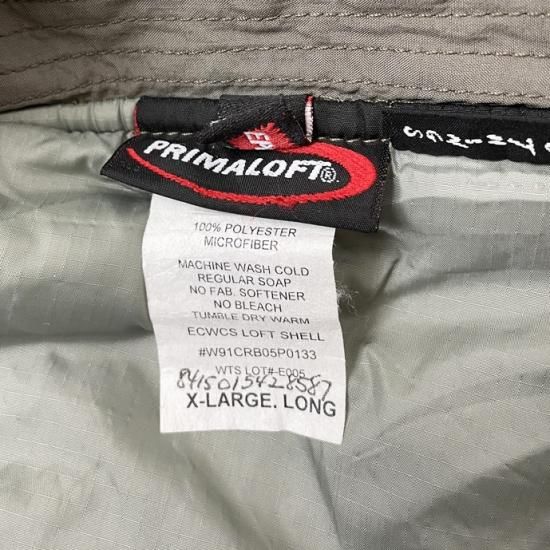 PRIMALOFT®
100% POLYESTER
MICROFIBER
MACHINE WASH COLD
REGULAR SOAP
NO FAB. SOFTENER
NO BLEACH
TUMBLE DRY WARM
ECWCS LOFT SHELL
#W91CRB05P0133
WTS LOT#-E005
8415015428587
X-LARGE. LONG